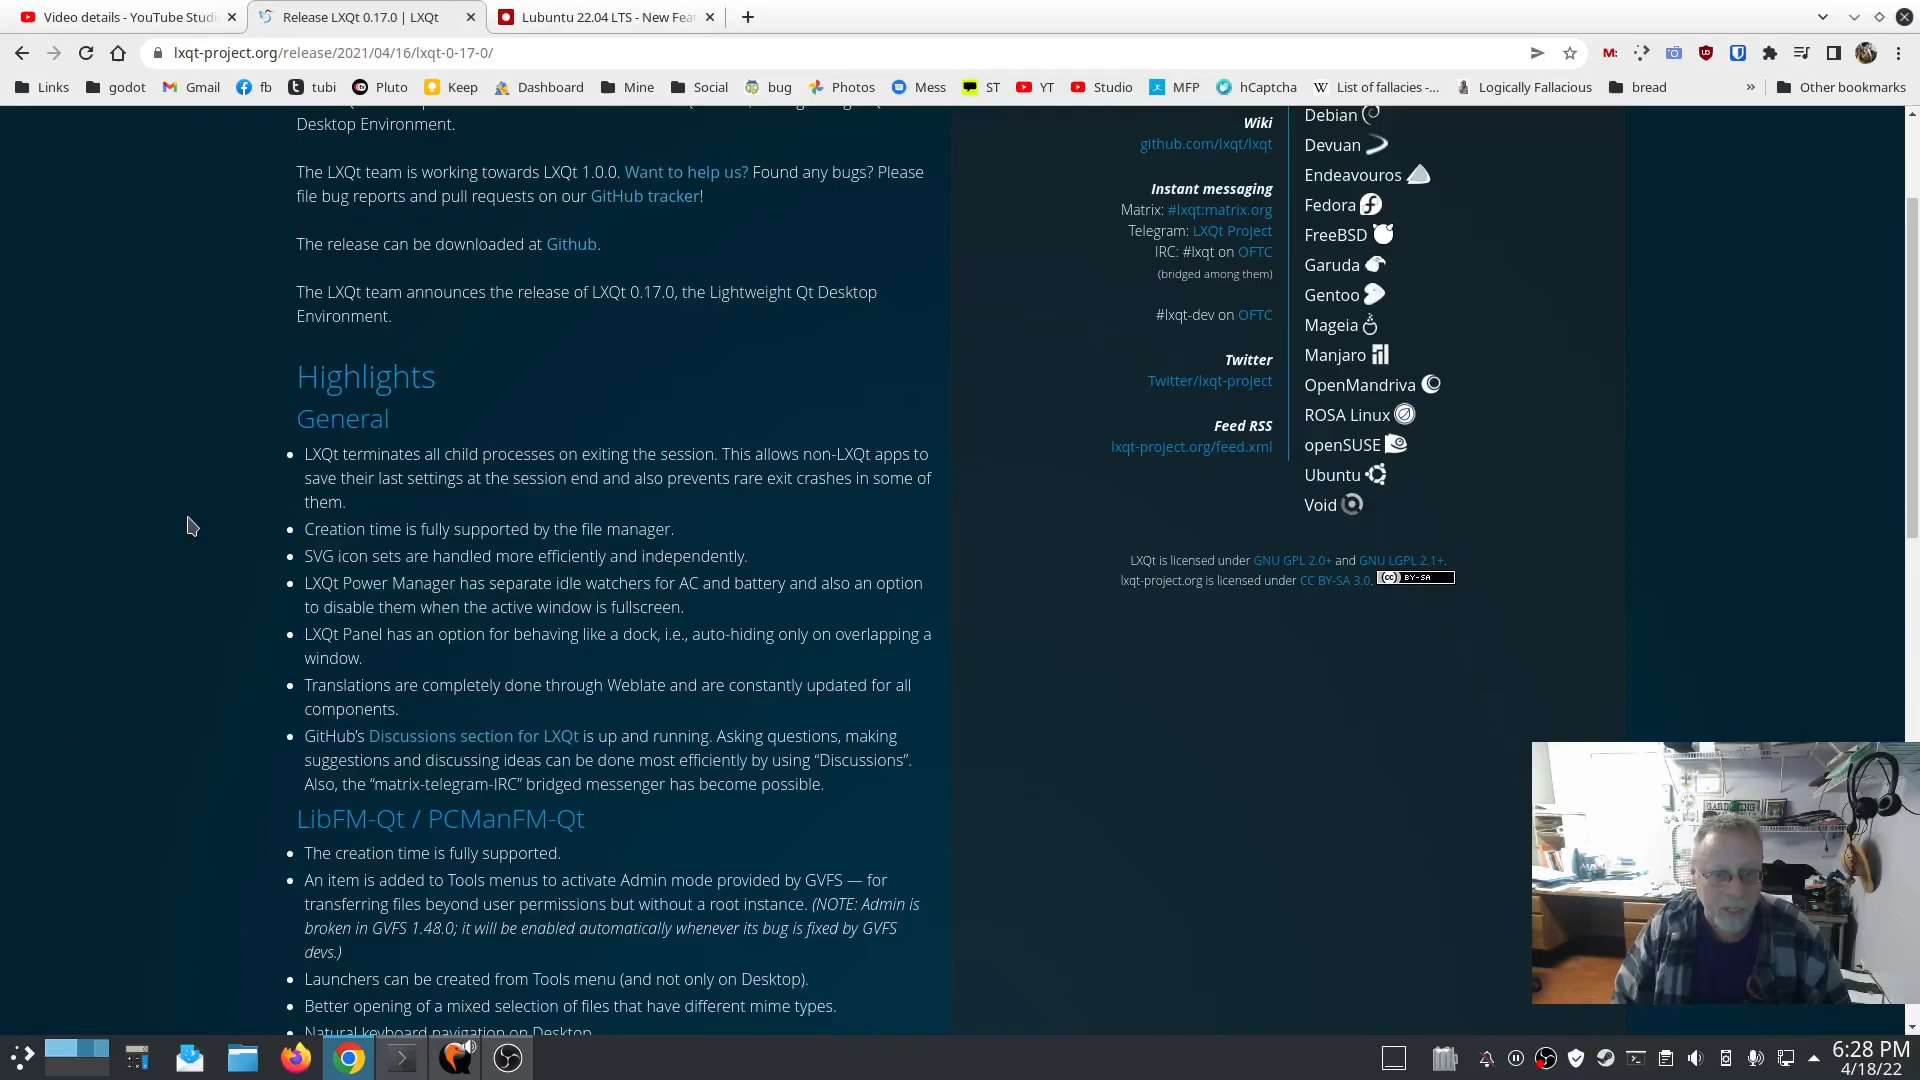 Video details - YouTube Studi
Release LXQt 0.17.0 | LXQt
Lubuntu 22.04 LTS - New Fea
lxqt-project.org/release/2021/04/16/lxqt-0-17-0/
Links
godot
Gmail
fb
tubi
Pluto
Keep
Dashboard
Mine
Social
bug
Photos
Mess
ST
YT
Studio
MFP
hCaptcha
List of fallacies -...
Logically Fallacious
bread
»
Other bookmarks
Desktop Environment.
The LXQt team is working towards LXQt 1.0.0. Want to help us? Found any bugs? Please
file bug reports and pull requests on our GitHub tracker!
The release can be downloaded at Github.
The LXQt team announces the release of LXQt 0.17.0, the Lightweight Qt Desktop
Environment.
Highlights
General
• LXQt terminates all child processes on exiting the session. This allows non-LXQt apps to
save their last settings at the session end and also prevents rare exit crashes in some of
them.
• Creation time is fully supported by the file manager.
• SVG icon sets are handled more efficiently and independently.
• LXQt Power Manager has separate idle watchers for AC and battery and also an option
to disable them when the active window is fullscreen.
• LXQt Panel has an option for behaving like a dock, i.e., auto-hiding only on overlapping a
window.
• Translations are completely done through Weblate and are constantly updated for all
components.
• GitHub's Discussions section for LXQt is up and running. Asking questions, making
suggestions and discussing ideas can be done most efficiently by using “Discussions”.
Also, the “matrix-telegram-IRC” bridged messenger has become possible.
LibFM-Qt / PCManFM-Qt
• The creation time is fully supported.
• An item is added to Tools menus to activate Admin mode provided by GVFS — for
transferring files beyond user permissions but without a root instance. (NOTE: Admin is
broken in GVFS 1.48.0; it will be enabled automatically whenever its bug is fixed by GVFS
devs.)
• Launchers can be created from Tools menu (and not only on Desktop).
• Better opening of a mixed selection of files that have different mime types.
• Natural keyboard navigation on Desktop
Wiki
github.com/lxqt/lxqt
Instant messaging
Matrix: #lxqt:matrix.org
Telegram: LXQt Project
IRC: #lxqt on OFTC
(bridged among them)
#lxqt-dev on OFTC
Twitter
Twitter/lxqt-project
Feed RSS
lxqt-project.org/feed.xml
Debian
Devuan
Endeavouros
Fedora
FreeBSD
Garuda
Gentoo
Mageia
Manjaro
OpenMandriva
ROSA Linux
openSUSE
Ubuntu
Void
LXQt is licensed under GNU GPL 2.0+ and GNU LGPL 2.1+.
lxqt-project.org is licensed under CC BY-SA 3.0. (cc) BY-SA
6:28 PM
4/18/22